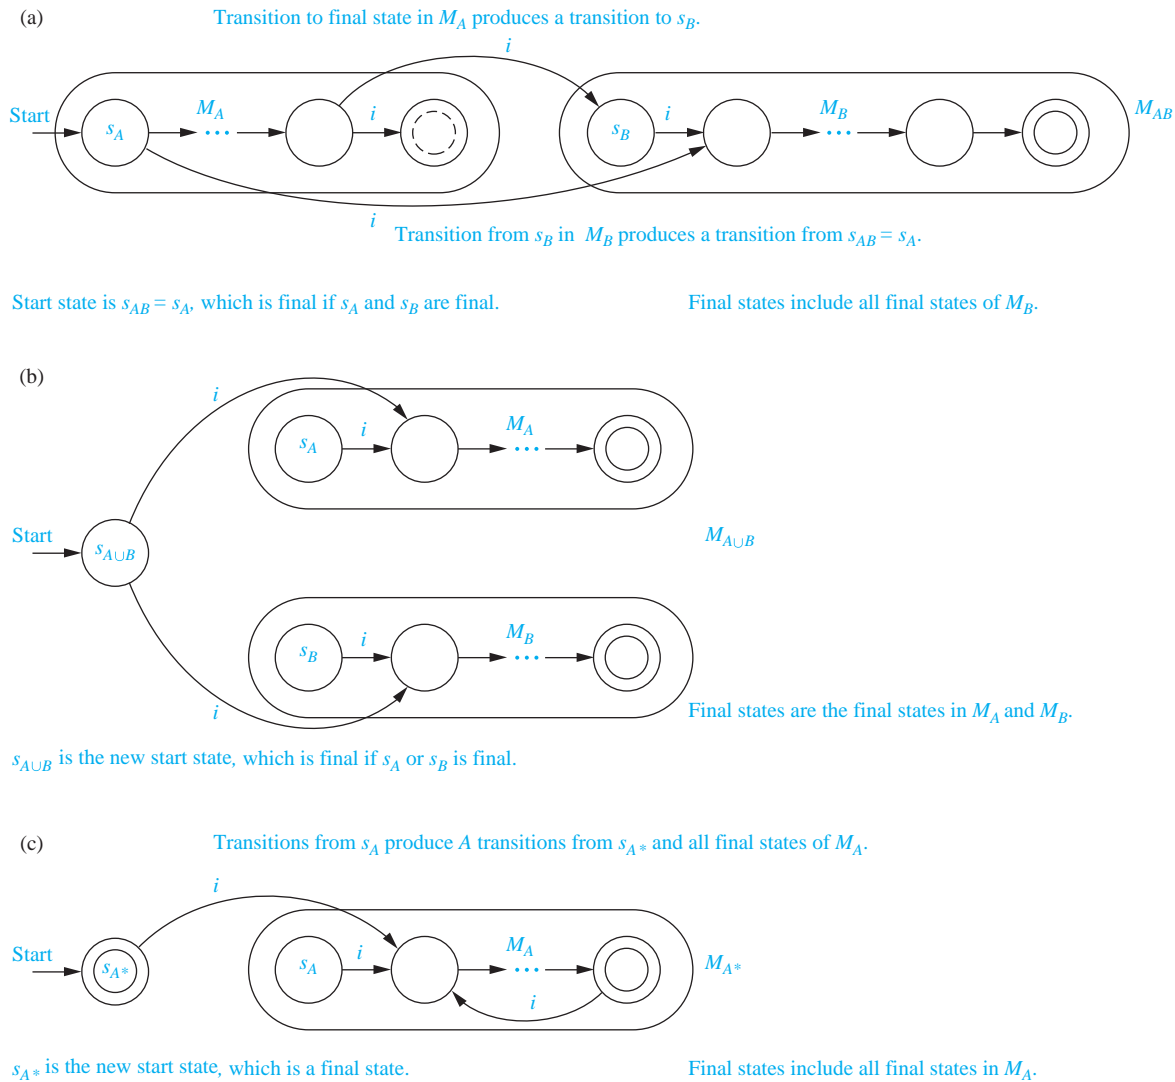 (a)
Transition to final state in M_A produces a transition to s_B.
i
Start
s_A
M_A
...
i
s_B
i
M_B
...
M_AB
i
Transition from s_B in M_B produces a transition from s_AB = s_A.
Start state is s_AB = s_A, which is final if s_A and s_B are final.
Final states include all final states of M_B.
(b)
i
s_A
i
M_A
...
Start
s_A∪B
M_A∪B
s_B
i
M_B
...
i
Final states are the final states in M_A and M_B.
s_A∪B is the new start state, which is final if s_A or s_B is final.
(c)
Transitions from s_A produce A transitions from s_A* and all final states of M_A.
i
Start
s_A*
s_A
i
M_A
...
M_A*
i
s_A* is the new start state, which is a final state.
Final states include all final states in M_A.